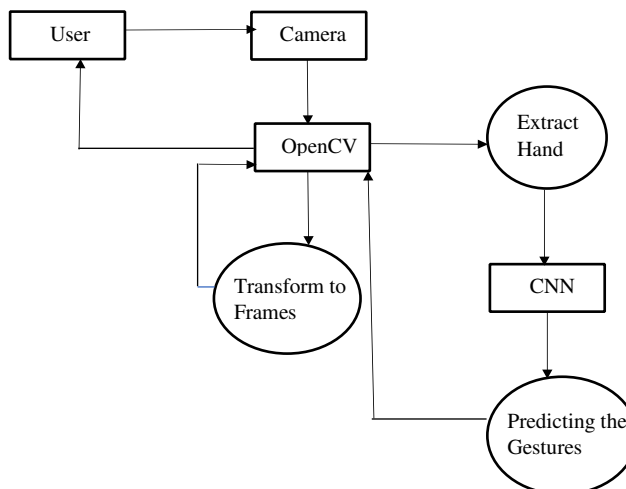 User
Camera
OpenCV
Extract
Hand
Transform to
Frames
CNN
Predicting the
Gestures